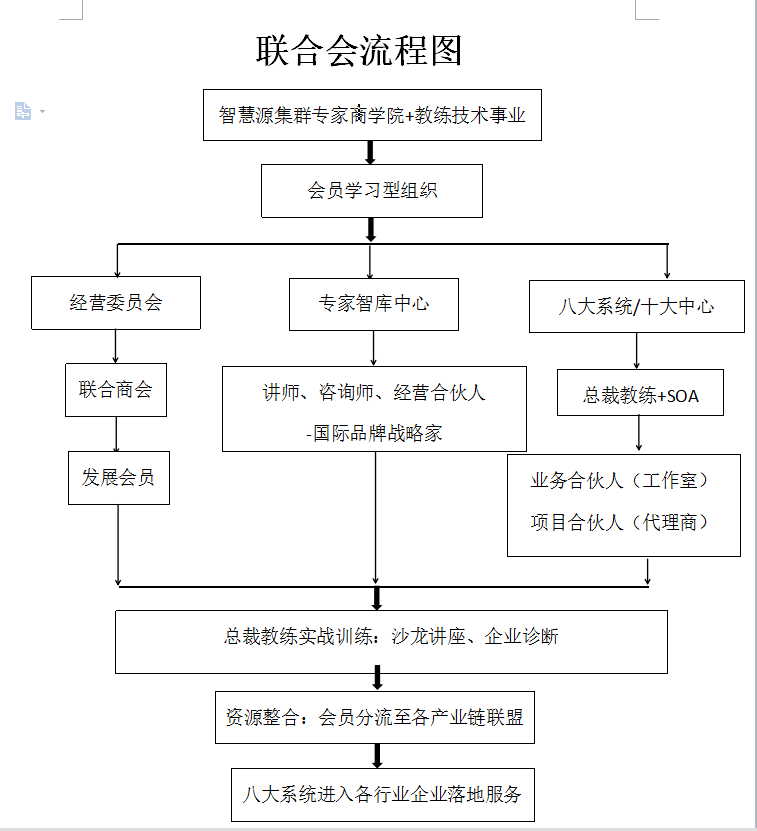 联合会流程图
智慧源集群专家商学院+教练技术事业
会员学习型组织
经营委员会
专家智库中心
八大系统/十大中心
联合商会
讲师、咨询师、经营合伙人
-国际品牌战略家
总裁教练+SOA
发展会员
业务合伙人（工作室）
项目合伙人（代理商）
总裁教练实战训练：沙龙讲座、企业诊断
资源整合：会员分流至各产业链联盟
八大系统进入各行业企业落地服务